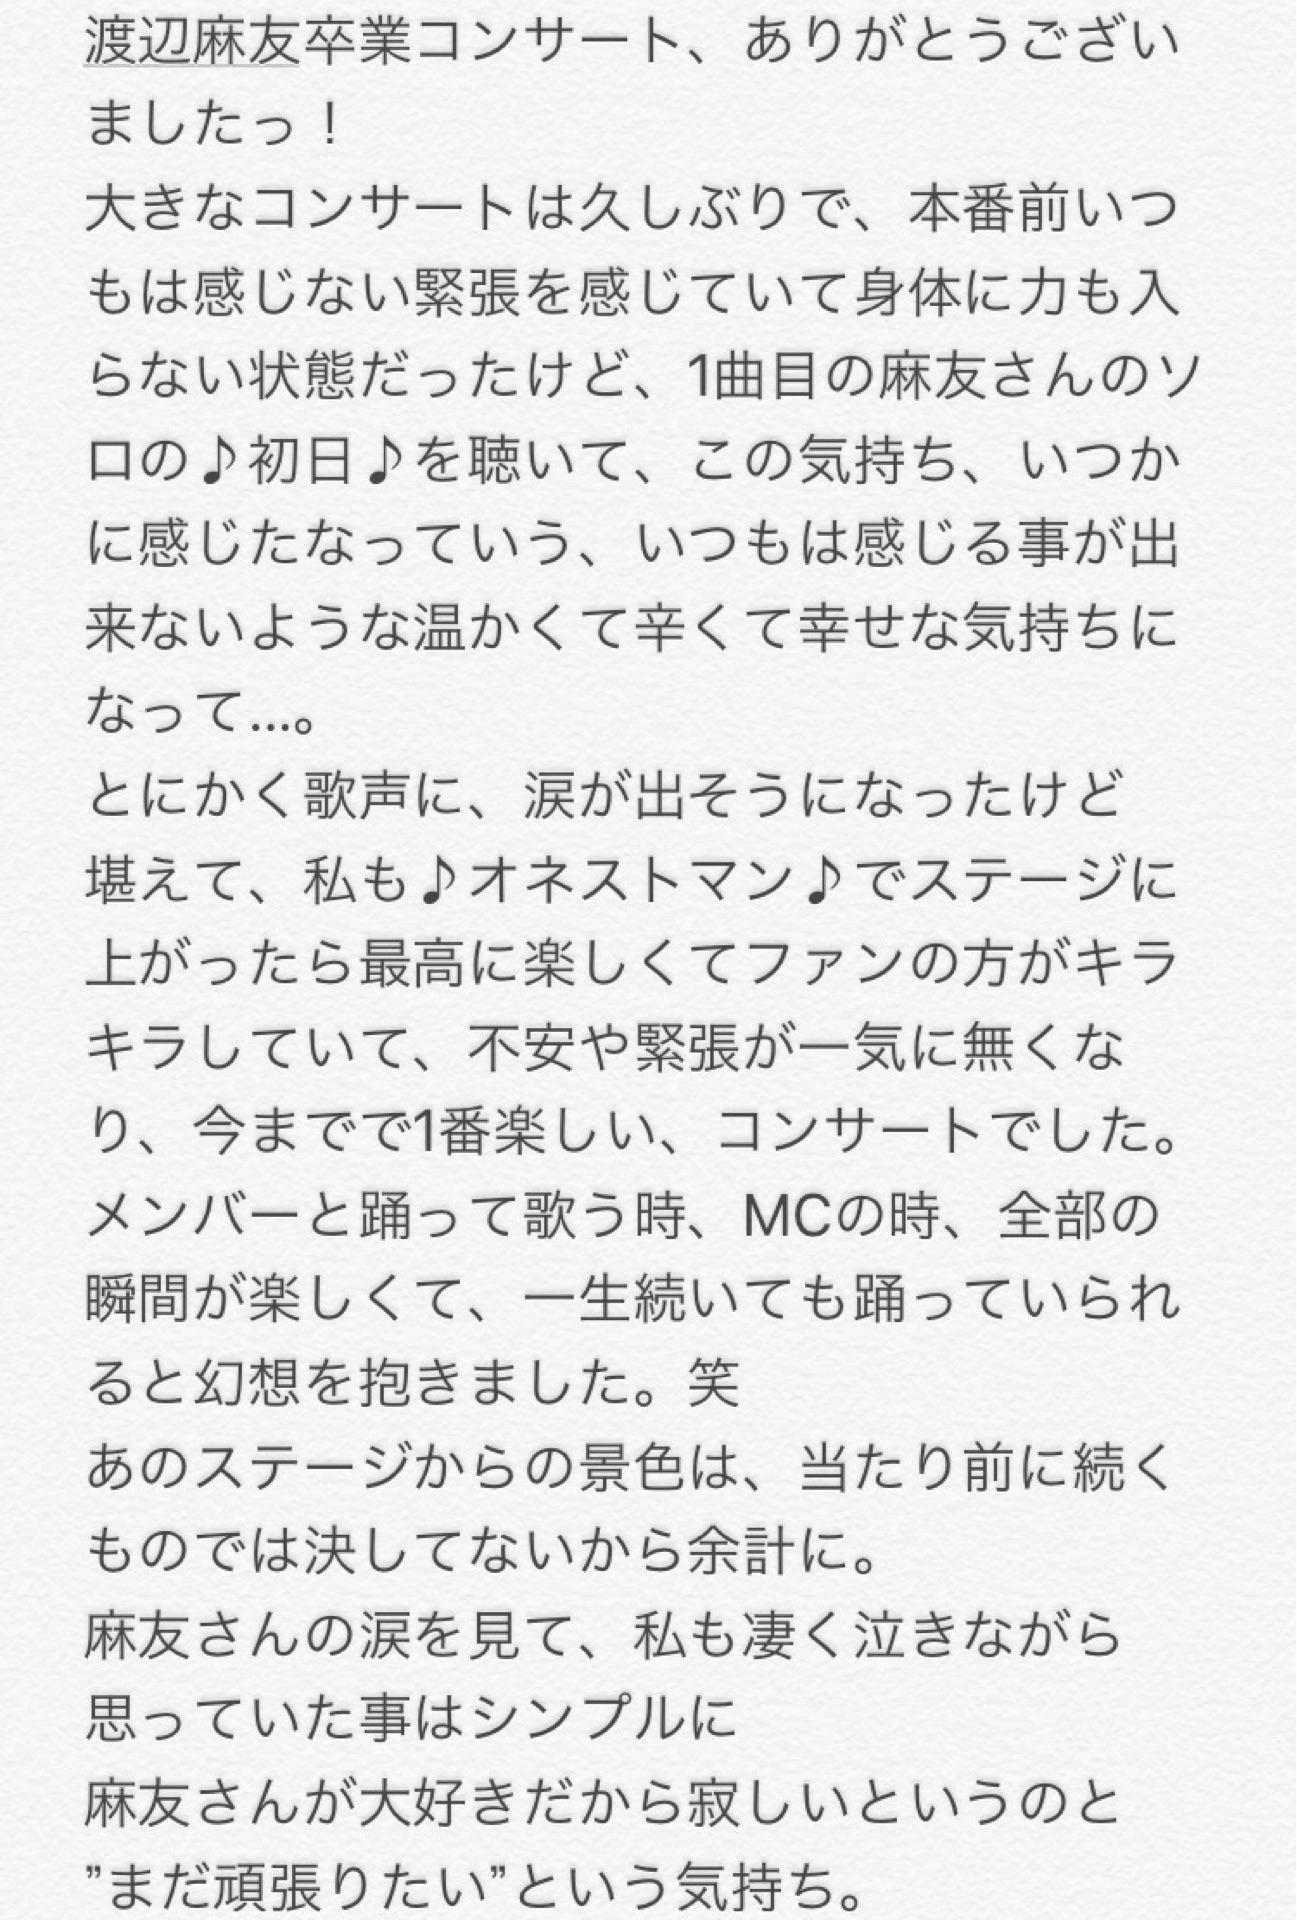 渡辺麻友卒業コンサート、ありがとうござい
ましたっ！
大きなコンサートは久しぶりで、本番前いつ
もは感じない緊張を感じていて身体に力も入
らない状態だったけど、1曲目の麻友さんのソ
ロの♪初日♪を聴いて、この気持ち、いつか
に感じたなっていう、いつもは感じる事が出
来ないような温かくて辛くて幸せな気持ちに
なって…。
とにかく歌声に、涙が出そうになったけど
堪えて、私も♪オネストマン♪でステージに
上がったら最高に楽しくてファンの方がキラ
キラしていて、不安や緊張が一気に無くな
り、今までで1番楽しい、コンサートでした。
メンバーと踊って歌う時、MCの時、全部の
瞬間が楽しくて、一生続いても踊っていられ
ると幻想を抱きました。笑
あのステージからの景色は、当たり前に続く
ものでは決してないから余計に。
麻友さんの涙を見て、私も凄く泣きながら
思っていた事はシンプルに
麻友さんが大好きだから寂しいというのと
”まだ頑張りたい”という気持ち。